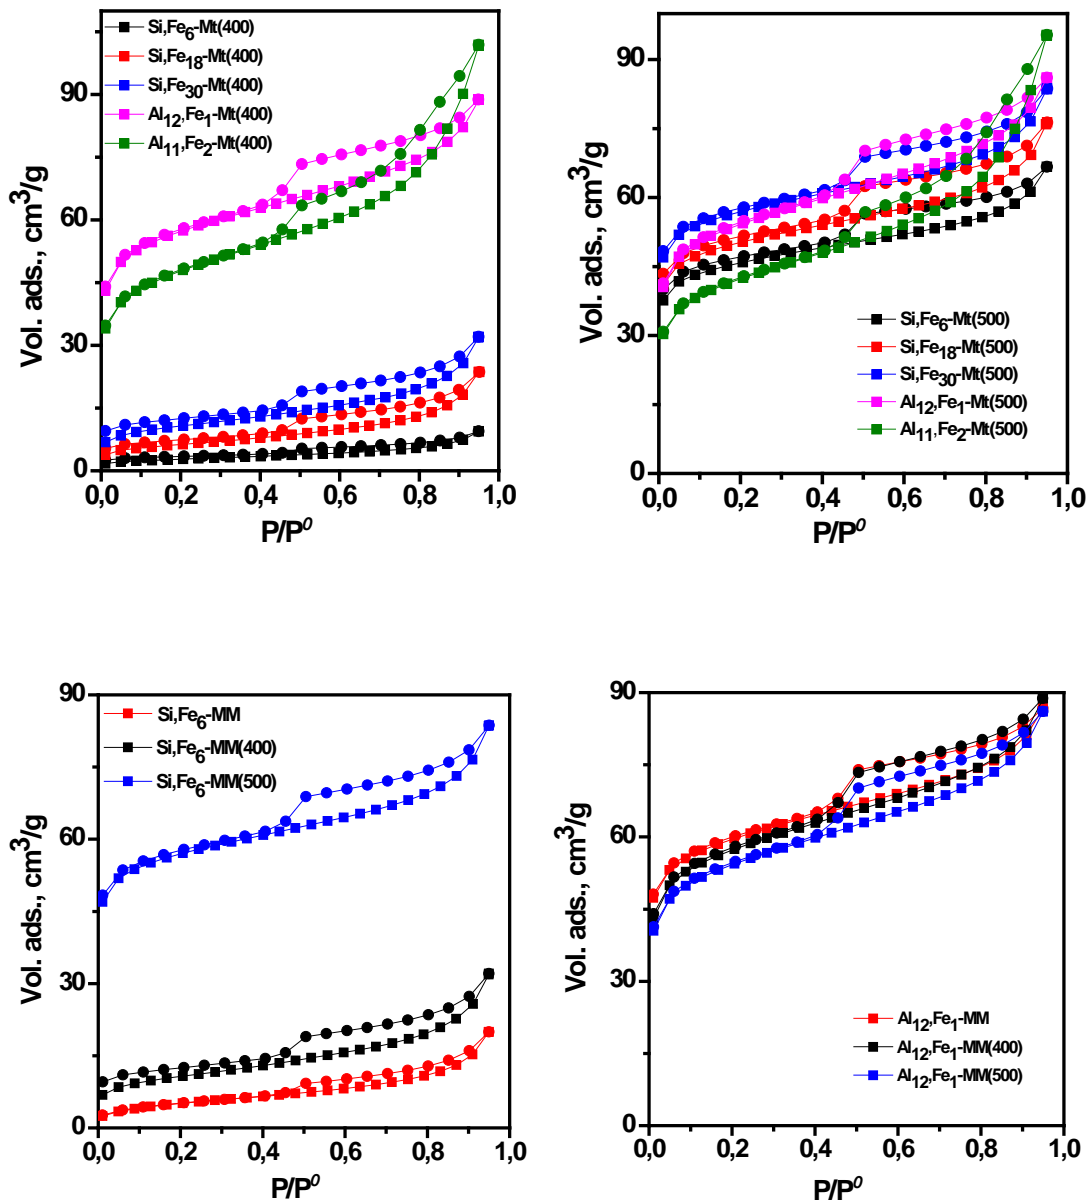 Si,Fe6-Mt(400)
Si,Fe18-Mt(400)
Si,Fe30-Mt(400)
Al12,Fe1-Mt(400)
Al11,Fe2-Mt(400)
90
60
30
0
Vol. ads., cm³/g
0,0 0,2 0,4 0,6 0,8 1,0
P/P⁰
90
60
30
0
Vol. ads., cm³/g
Si,Fe6-Mt(500)
Si,Fe18-Mt(500)
Si,Fe30-Mt(500)
Al12,Fe1-Mt(500)
Al11,Fe2-Mt(500)
0,0 0,2 0,4 0,6 0,8 1,0
P/P⁰
Si,Fe6-MM
Si,Fe6-MM(400)
Si,Fe6-MM(500)
90
60
30
0
Vol. ads., cm³/g
0,0 0,2 0,4 0,6 0,8 1,0
P/P⁰
90
60
30
0
Vol. ads., cm³/g
Al12,Fe1-MM
Al12,Fe1-MM(400)
Al12,Fe1-MM(500)
0,0 0,2 0,4 0,6 0,8 1,0
P/P⁰